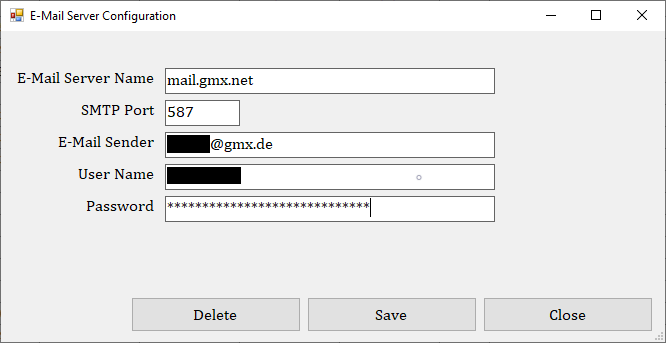 E-Mail Server Configuration
E-Mail Server Name mail.gmx.net
SMTP Port 587
E-Mail Sender @gmx.de
User Name
Password *****************************
Delete Save Close